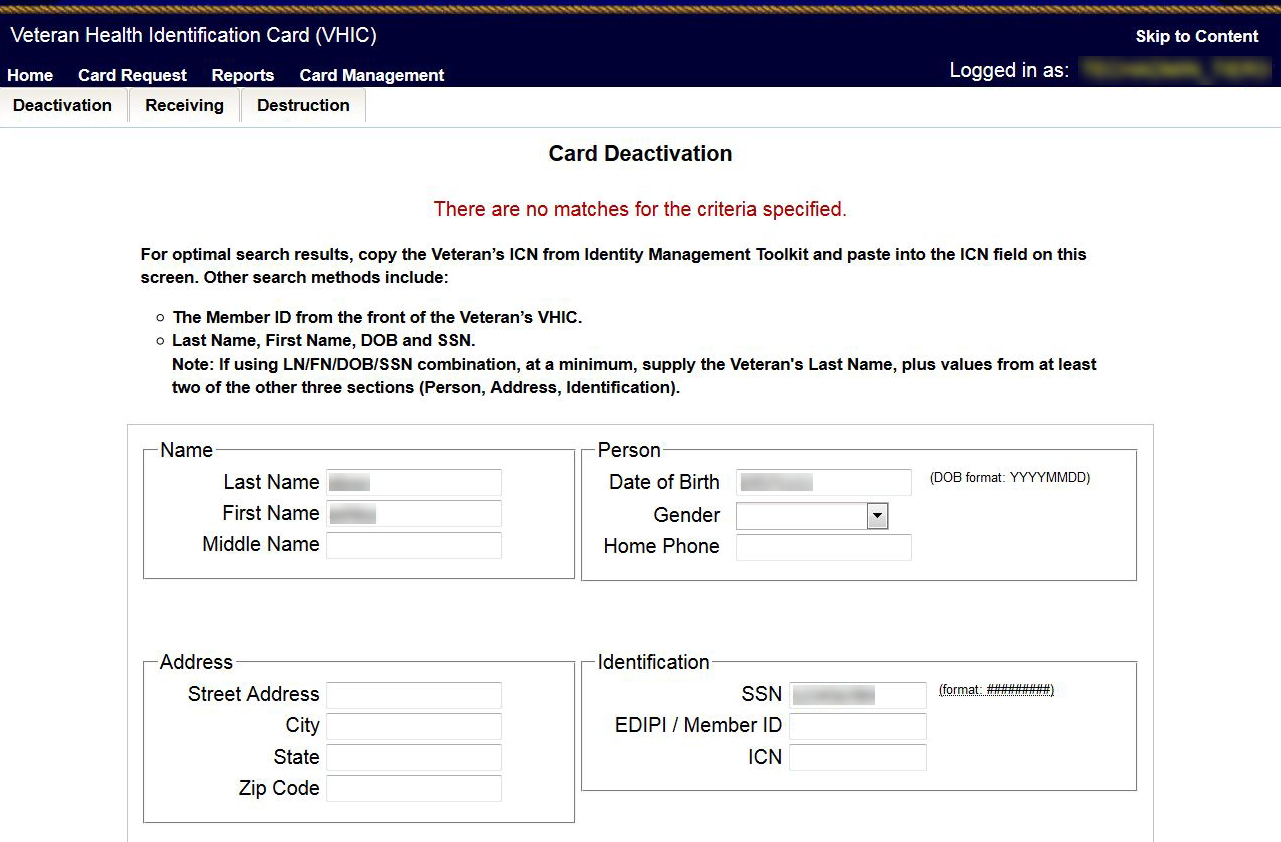 Veteran Health Identification Card (VHIC)
Skip to Content
Home Card Request Reports Card Management
Logged in as:
Deactivation Receiving Destruction
Card Deactivation
There are no matches for the criteria specified.
For optimal search results, copy the Veteran’s ICN from Identity Management Toolkit and paste into the ICN field on this
screen. Other search methods include:
The Member ID from the front of the Veteran’s VHIC.
Last Name, First Name, DOB and SSN.
Note: If using LN/FN/DOB/SSN combination, at a minimum, supply the Veteran's Last Name, plus values from at least
two of the other three sections (Person, Address, Identification).
Name
Last Name
First Name
Middle Name
Person
Date of Birth (DOB format: YYYYMMDD)
Gender
Home Phone
Address
Street Address
City
State
Zip Code
Identification
SSN (format: #########)
EDIPI / Member ID
ICN